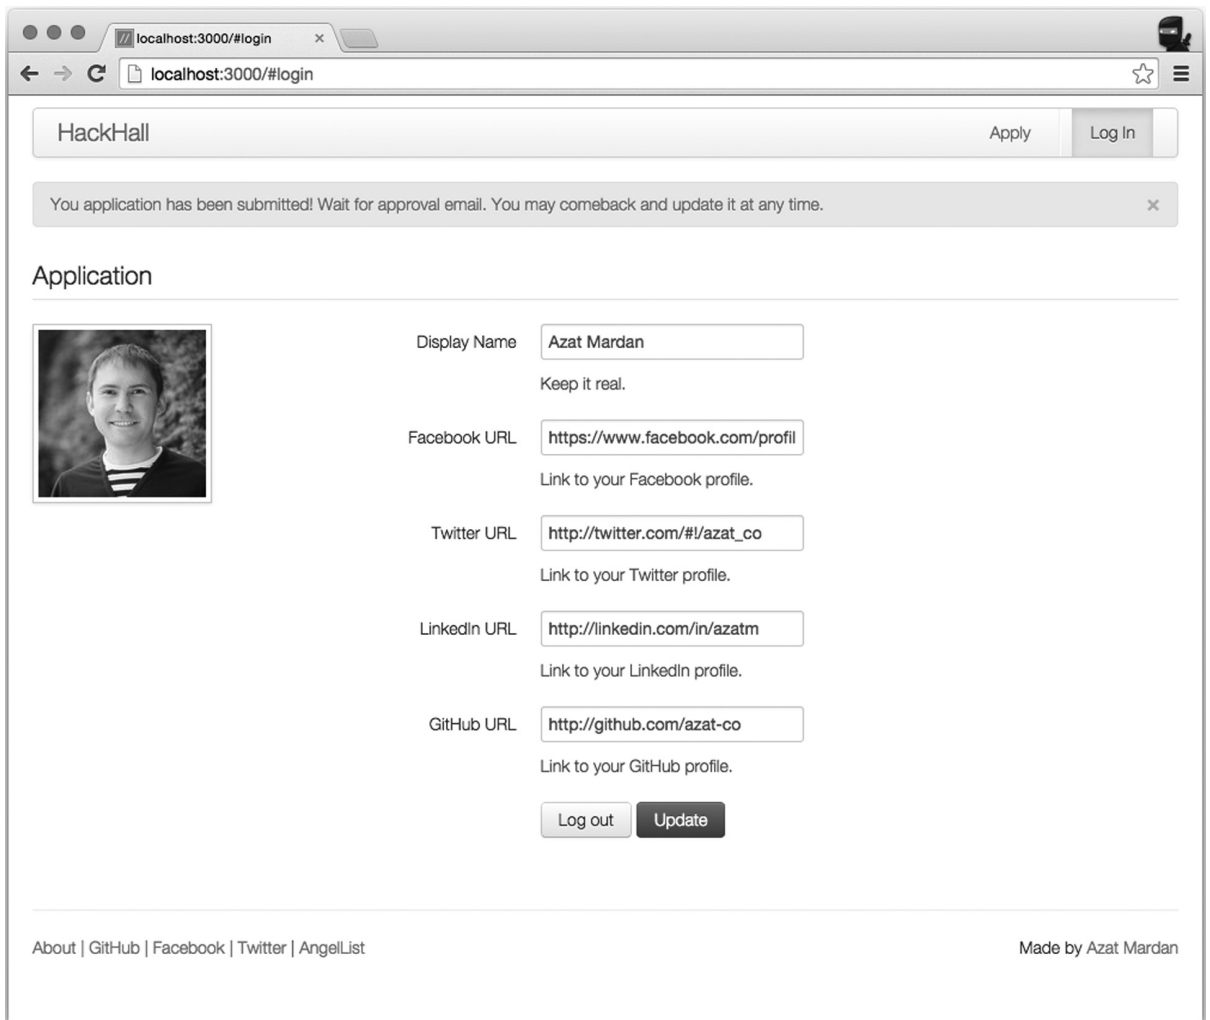 localhost:3000/#login
localhost:3000/#login
HackHall
Apply
Log In
You application has been submitted! Wait for approval email. You may comeback and update it at any time.
Application
Display Name
Azat Mardan
Keep it real.
Facebook URL
https://www.facebook.com/profil
Link to your Facebook profile.
Twitter URL
http://twitter.com/#!/azat_co
Link to your Twitter profile.
LinkedIn URL
http://linkedin.com/in/azatm
Link to your LinkedIn profile.
GitHub URL
http://github.com/azat-co
Link to your GitHub profile.
Log out
Update
About | GitHub | Facebook | Twitter | AngelList
Made by Azat Mardan